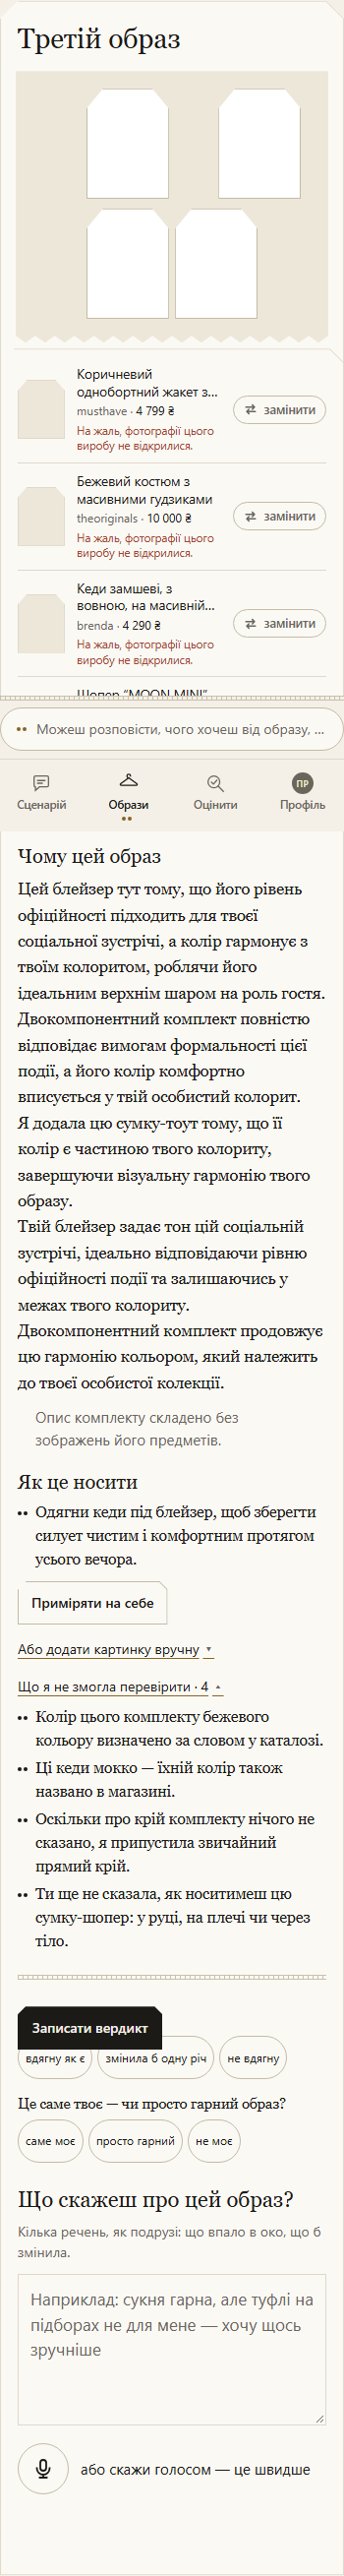 Третій образ
Коричневий
однобортний жакет з...
musthave · 4 799 ₴
На жаль, фотографії цього
виробу не відкрилися.
замінити
Бежевий костюм з
масивними гудзиками
theoriginals · 10 000 ₴
На жаль, фотографії цього
виробу не відкрилися.
замінити
Кеди замшеві, з
вовною, на масивній...
brenda · 4 290 ₴
На жаль, фотографії цього
виробу не відкрилися.
замінити
Шопер "MOON MINI"
Можеш розповісти, чого хочеш від образу, ...
Сценарій
Образи
Оцінити
ПР
Профіль
Чому цей образ
Цей блейзер тут тому, що його рівень
офіційності підходить для твоєї
соціальної зустрічі, а колір гармонує з
твоїм колоритом, роблячи його
ідеальним верхнім шаром на роль гостя.
Двокомпонентний комплект повністю
відповідає вимогам формальності цієї
події, а його колір комфортно
вписується у твій особистий колорит.
Я додала цю сумку-тоут тому, що її
колір є частиною твого колориту,
завершуючи візуальну гармонію твого
образу.
Твій блейзер задає тон цій соціальній
зустрічі, ідеально відповідаючи рівню
офіційності події та залишаючись у
межах твого колориту.
Двокомпонентний комплект продовжує
цю гармонію кольором, який належить
до твоєї особистої колекції.
Опис комплекту складено без
зображень його предметів.
Як це носити
Одягни кеди під блейзер, щоб зберегти
силует чистим і комфортним протягом
усього вечора.
Приміряти на себе
Або додати картинку вручну
Що я не змогла перевірити · 4
Колір цього комплекту бежевого
кольору визначено за словом у каталозі.
Ці кеди мокко — їхній колір також
названо в магазині.
Оскільки про крій комплекту нічого не
сказано, я припустила звичайний
прямий крій.
Ти ще не сказала, як носитимеш цю
сумку-шопер: у руці, на плечі чи через
тіло.
Записати вердикт
вдягну як є
змінила б одну річ
не вдягну
Це саме твоє — чи просто гарний образ?
саме моє
просто гарний
не моє
Що скажеш про цей образ?
Кілька речень, як подрузі: що впало в око, що б
змінила.
Наприклад: сукня гарна, але туфлі на
підборах не для мене — хочу щось
зручніше
або скажи голосом — це швидше